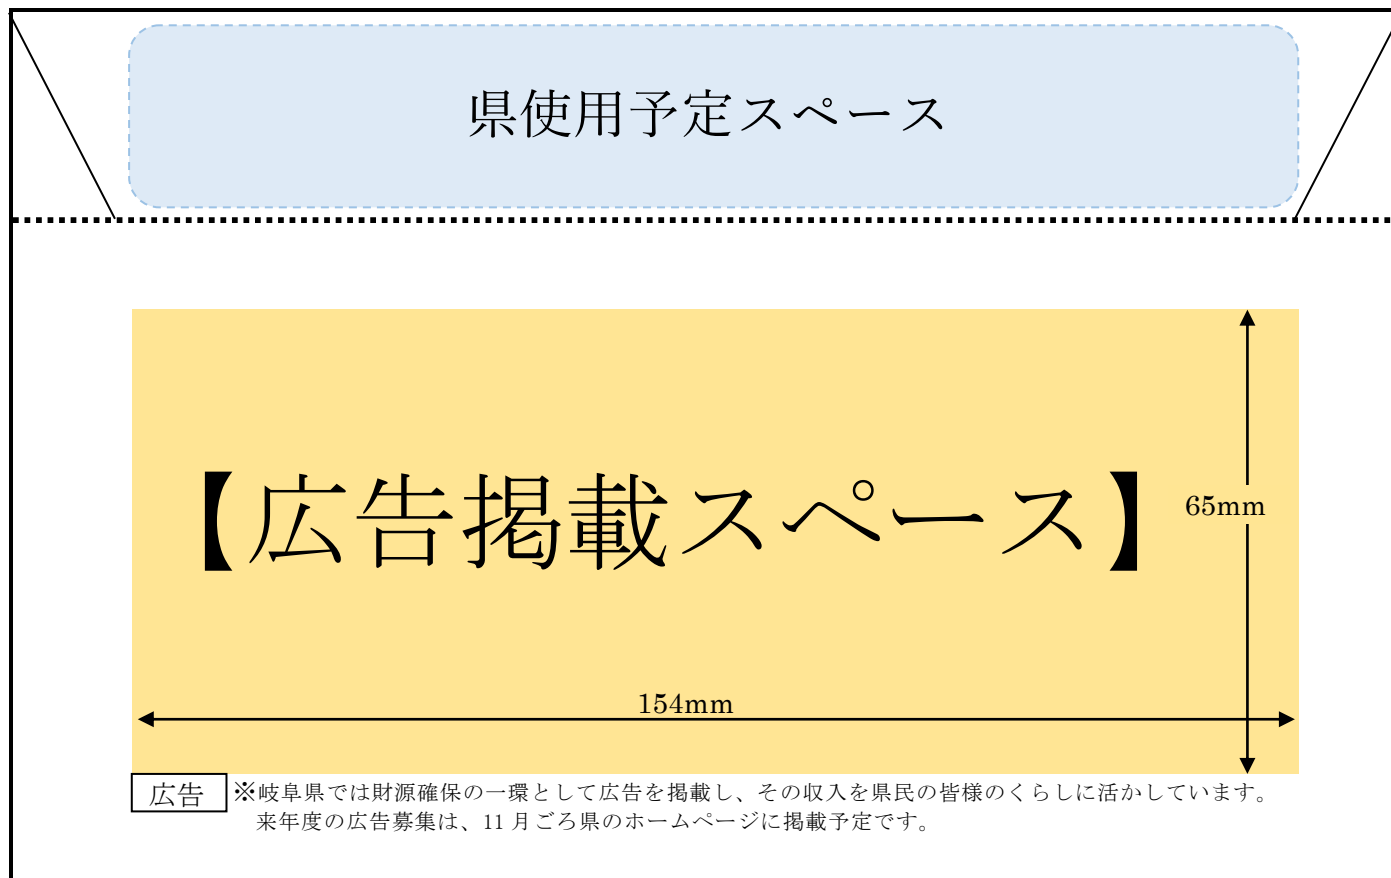 県使用予定スペース
【広告掲載スペース】
65mm
154mm
広告
※岐阜県では財源確保の一環として広告を掲載し、その収入を県民の皆様のくらしに活かしています。
来年度の広告募集は、11月ごろ県のホームページに掲載予定です。